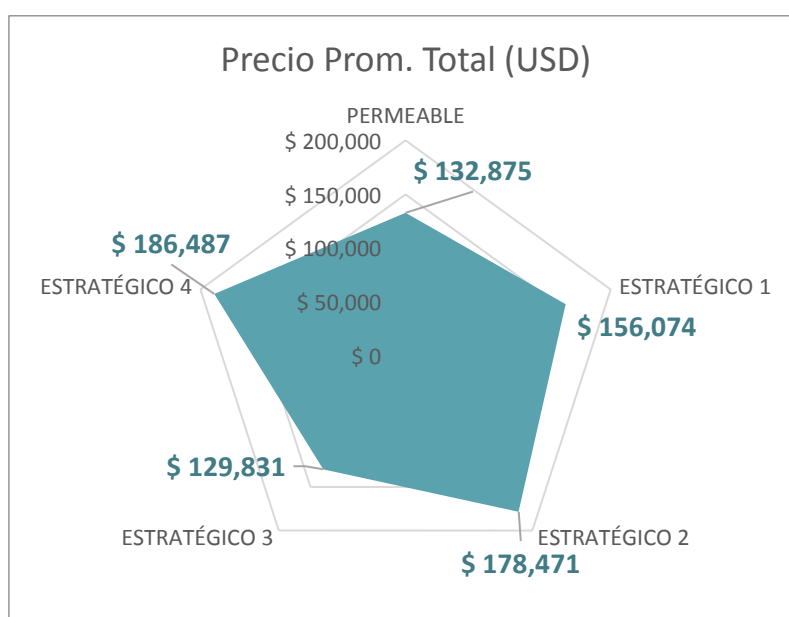 Precio Prom. Total (USD)
PERMEABLE
$ 200,000
$ 132,875
$ 150,000
$ 186,487
$ 100,000
ESTRATÉGICO 4
ESTRATÉGICO 1
$ 50,000
$ 156,074
$ 0
$ 129,831
ESTRATÉGICO 3
ESTRATÉGICO 2
$ 178,471